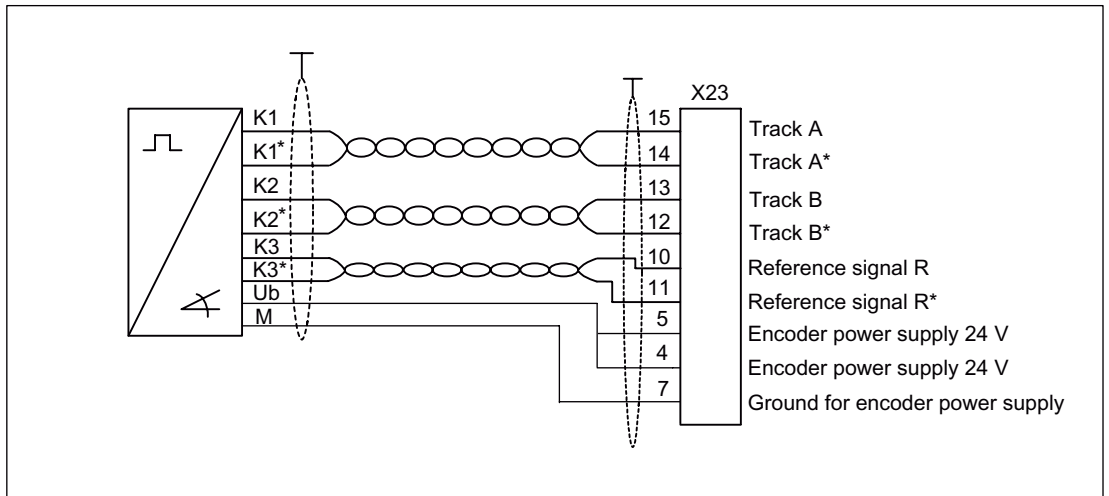 X23
K1
15
Track A
K1*
14
Track A*
K2
13
Track B
K2*
12
Track B*
K3
10
Reference signal R
K3*
11
Reference signal R*
Ub
5
Encoder power supply 24 V
4
Encoder power supply 24 V
M
7
Ground for encoder power supply